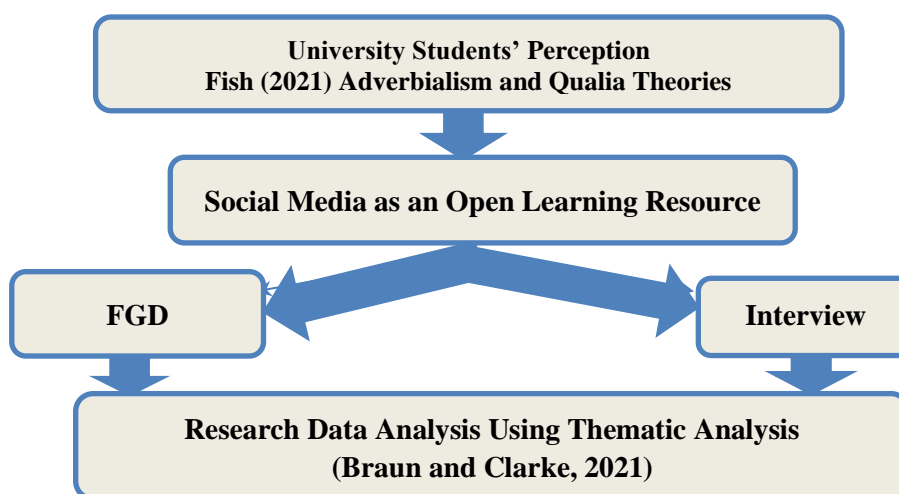 University Students’ Perception
Fish (2021) Adverbialism and Qualia Theories
Social Media as an Open Learning Resource
FGD
Interview
Research Data Analysis Using Thematic Analysis
(Braun and Clarke, 2021)